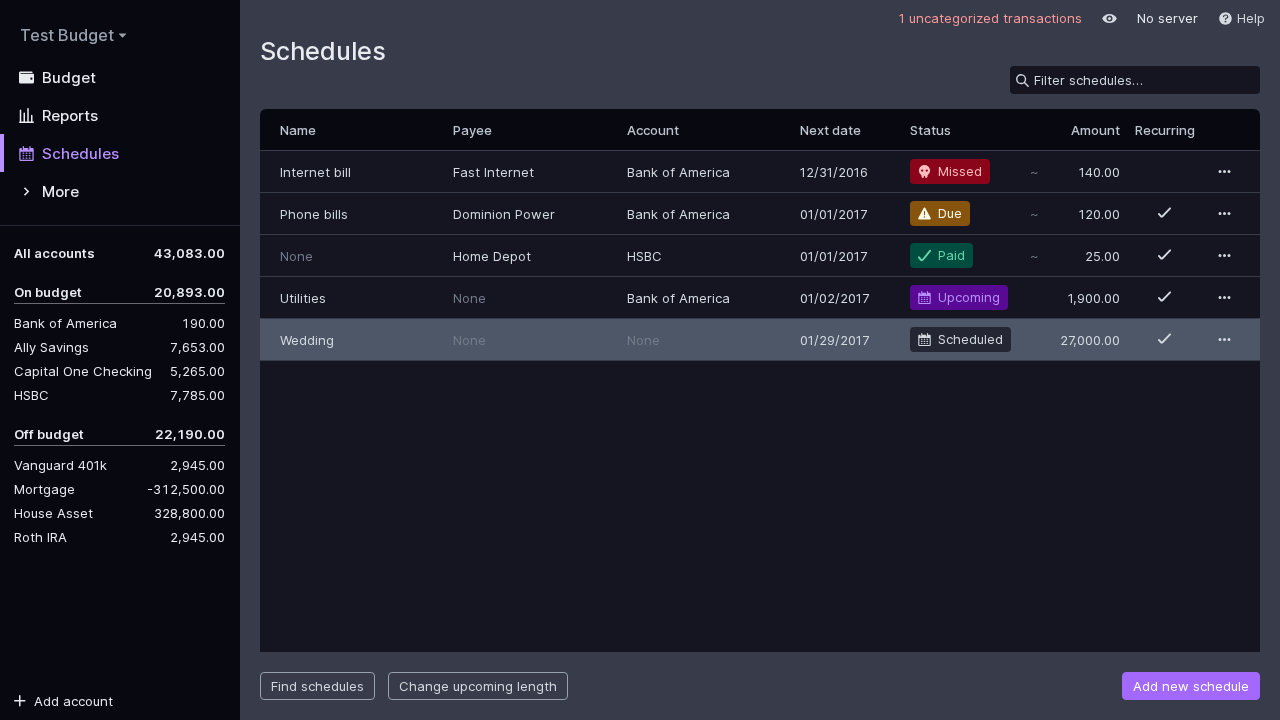 Test Budget
Budget
Reports
Schedules
More
All accounts 43,083.00
On budget 20,893.00
Bank of America 190.00
Ally Savings 7,653.00
Capital One Checking 5,265.00
HSBC 7,785.00
Off budget 22,190.00
Vanguard 401k 2,945.00
Mortgage -312,500.00
House Asset 328,800.00
Roth IRA 2,945.00
Add account
1 uncategorized transactions No server Help
Schedules
Filter schedules…
Name Payee Account Next date Status Amount Recurring
Internet bill Fast Internet Bank of America 12/31/2016 Missed ~ 140.00
Phone bills Dominion Power Bank of America 01/01/2017 Due ~ 120.00
None Home Depot HSBC 01/01/2017 Paid ~ 25.00
Utilities None Bank of America 01/02/2017 Upcoming 1,900.00
Wedding None None 01/29/2017 Scheduled 27,000.00
Find schedules Change upcoming length Add new schedule